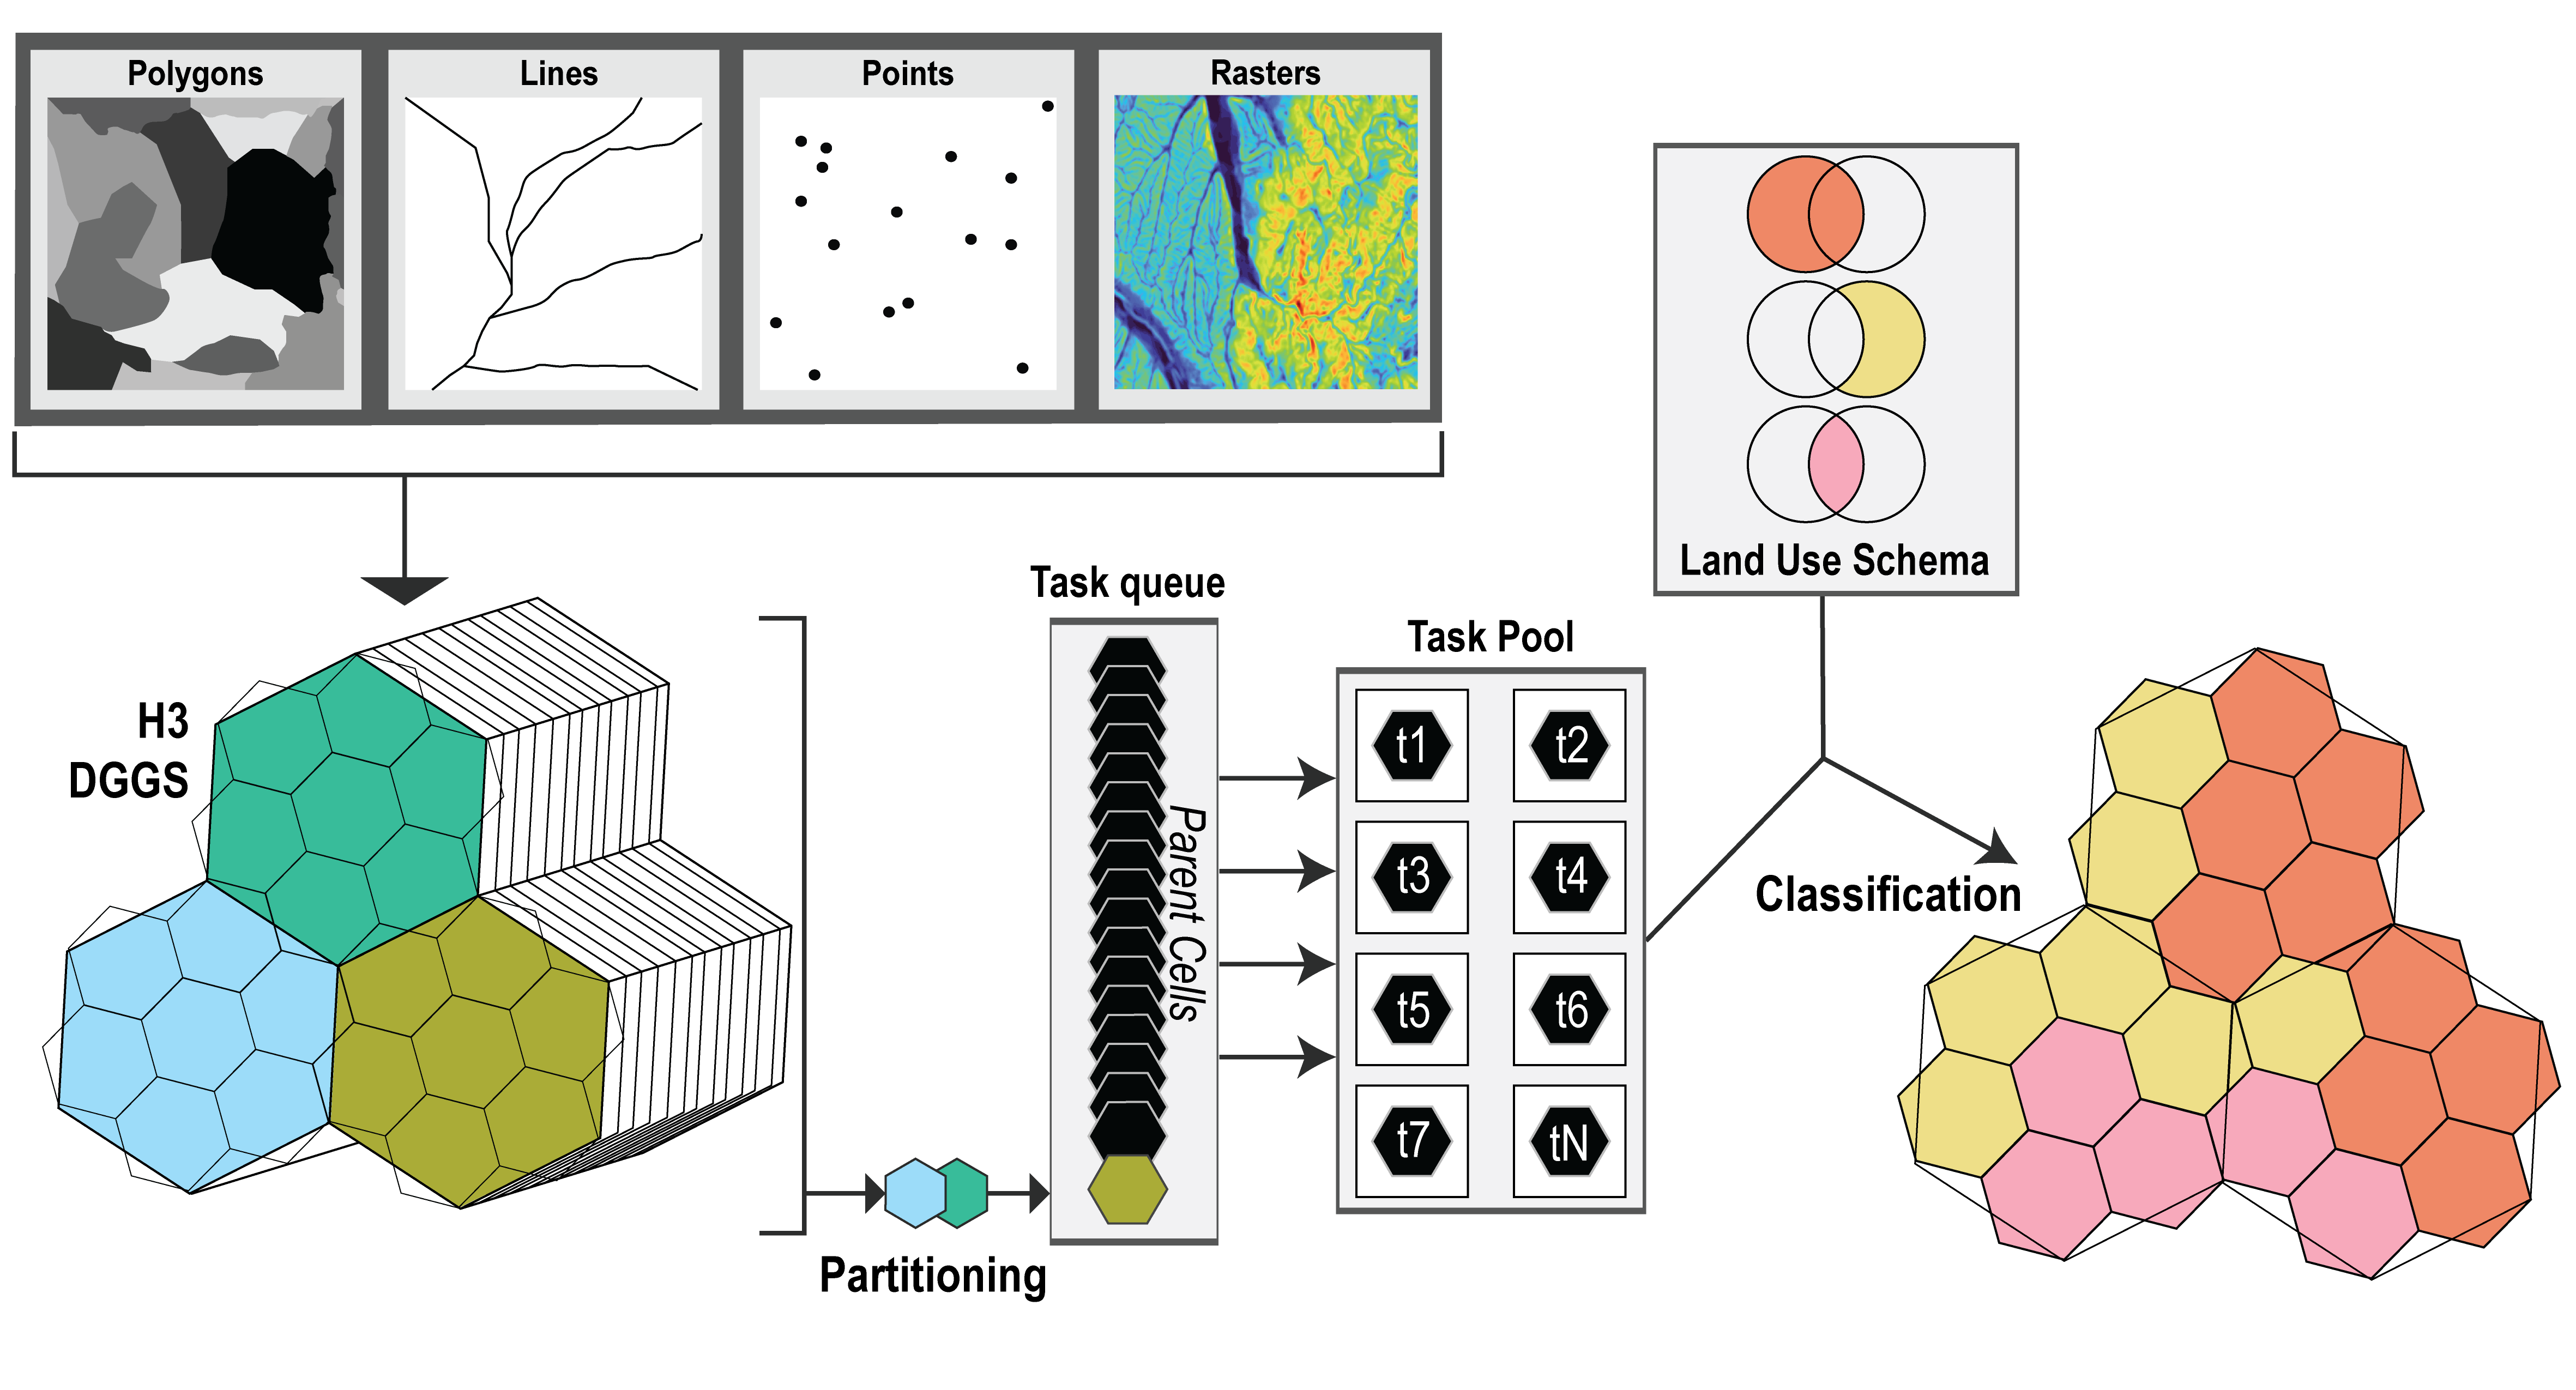 Polygons
Lines
Points
Rasters
Land Use Schema
H3
DGGS
Task queue
Parent Cells
Task Pool
t1
t2
t3
t4
t5
t6
t7
tN
Partitioning
Classification